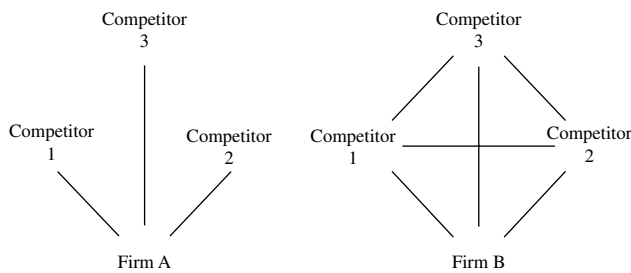 Competitor
3
Competitor
1
Competitor
2
Firm A
Competitor
3
Competitor
1
Competitor
2
Firm B